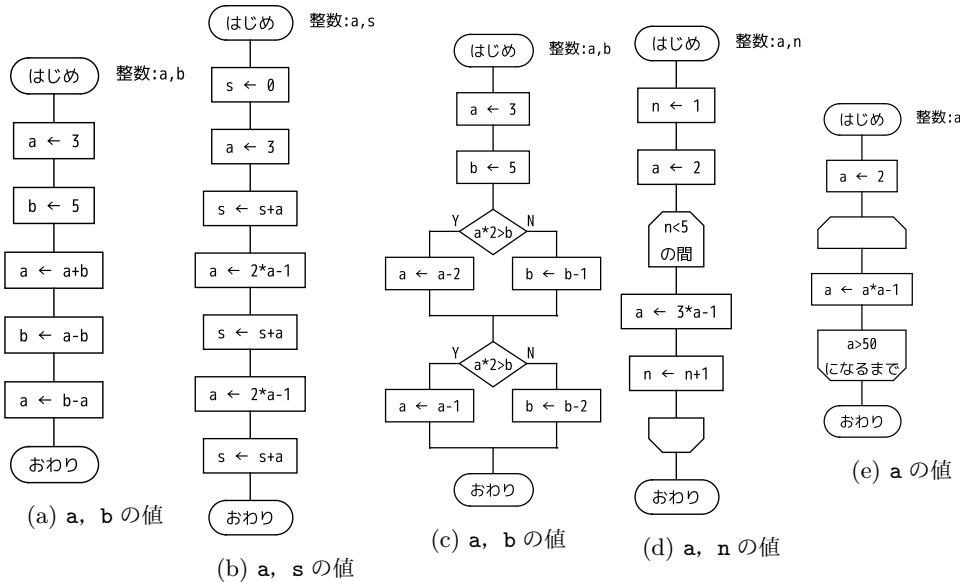 はじめ
整数:a,b
a ← 3
b ← 5
a ← a+b
b ← a-b
a ← b-a
おわり
(a) a, b の値
はじめ
整数:a,s
s ← 0
a ← 3
s ← s+a
a ← 2*a-1
s ← s+a
a ← 2*a-1
s ← s+a
おわり
(b) a, s の値
はじめ
整数:a,b
a ← 3
b ← 5
a*2>b
Y
N
a ← a-2
b ← b-1
a*2>b
Y
N
a ← a-1
b ← b-2
おわり
(c) a, b の値
はじめ
整数:a,n
n ← 1
a ← 2
n<5
の間
a ← 3*a-1
n ← n+1
おわり
(d) a, n の値
はじめ
整数:a
a ← 2
a ← a*a-1
a>50
になるまで
おわり
(e) a の値